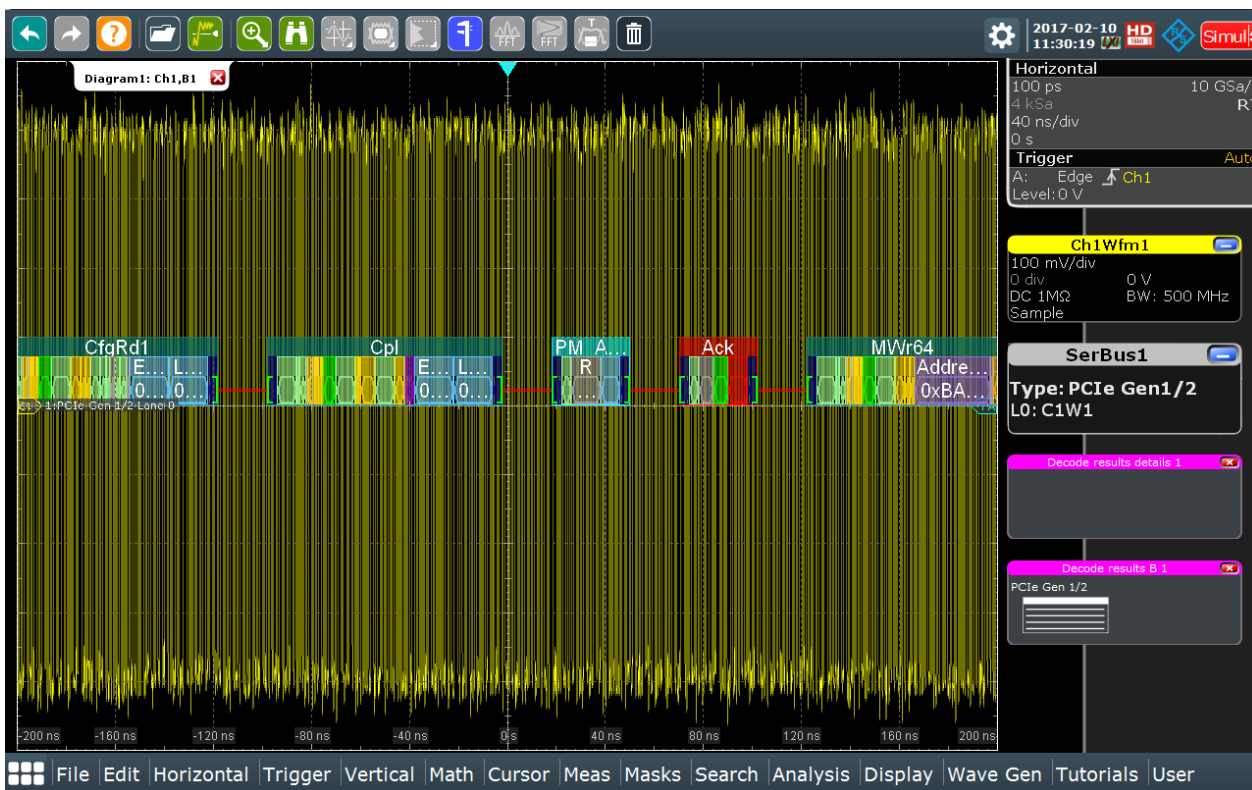 ?
FFT
FFT
T
2017-02-10
11:30:19
HD
Simul
Diagram1: Ch1,B1
CfgRd1
E... L...
0... 0...
Cpl
E... L...
0... 0...
PM_A...
R
...
Ack
MWr64
Addre...
0xBA...
1:PCIe Gen 1/2-Lane 0
TA
-200 ns
-160 ns
-120 ns
-80 ns
-40 ns
0 s
40 ns
80 ns
120 ns
160 ns
200 ns
Horizontal
100 ps 10 GSa/
4 kSa R
40 ns/div
0 s
Trigger Auto
A: Edge Ch1
Level: 0 V
Ch1Wfm1
100 mV/div
0 div 0 V
DC 1MΩ BW: 500 MHz
Sample
SerBus1
Type: PCIe Gen1/2
L0: C1W1
Decode results details 1
Decode results B 1
PCIe Gen 1/2
File Edit Horizontal Trigger Vertical Math Cursor Meas Masks Search Analysis Display Wave Gen Tutorials User